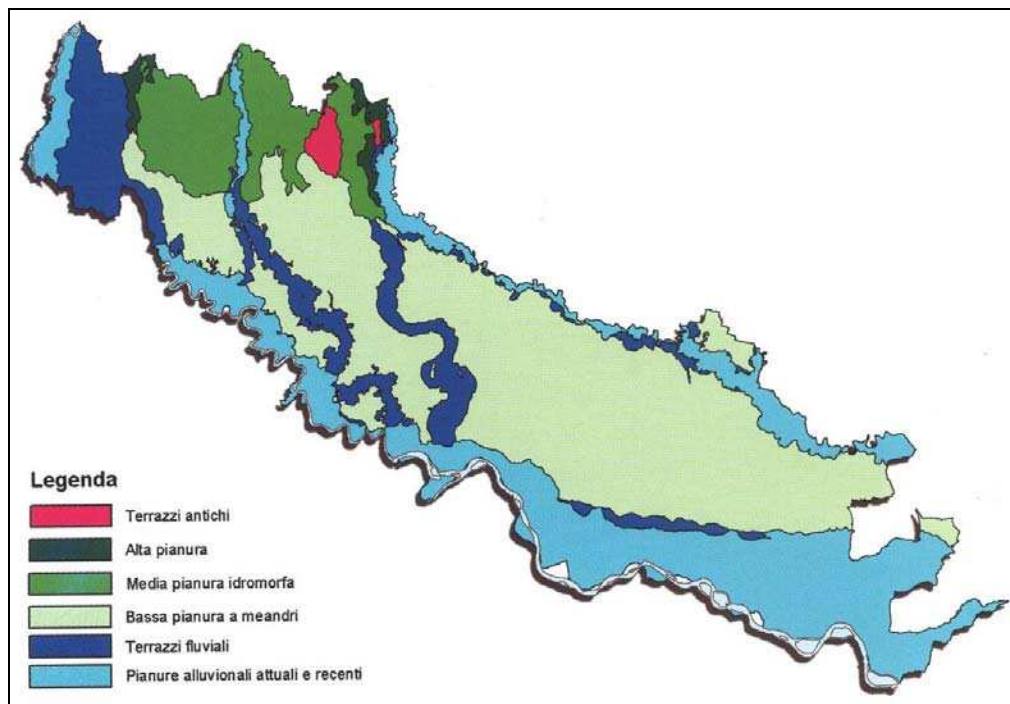 Legenda
Terrazzi antichi
Alta pianura
Media pianura idromorfa
Bassa pianura a meandri
Terrazzi fluviali
Pianure alluvionali attuali e recenti